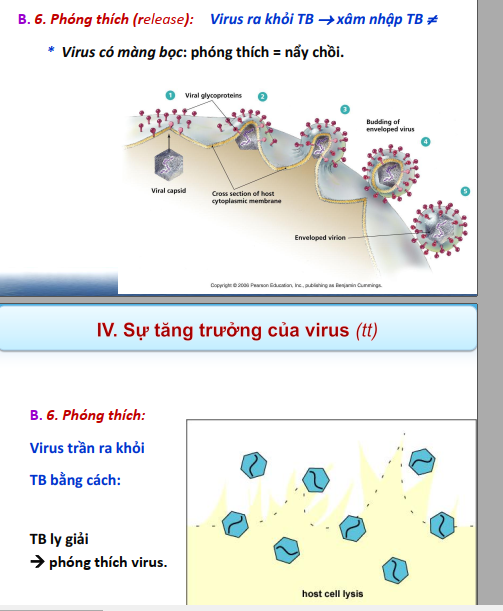 B. 6. Phóng thích (release): Virus ra khỏi TB → xâm nhập TB ≠
* Virus có màng bọc: phóng thích = nẩy chồi.
1 Viral glycoproteins 2
3
Budding of
enveloped virus
4
Viral capsid
Cross section of host
cytoplasmic membrane
5
Enveloped virion
Copyright © 2006 Pearson Education, Inc., publishing as Benjamin Cummings.
IV. Sự tăng trưởng của virus (tt)
B. 6. Phóng thích:
Virus trần ra khỏi
TB bằng cách:
TB ly giải
→ phóng thích virus.
host cell lysis